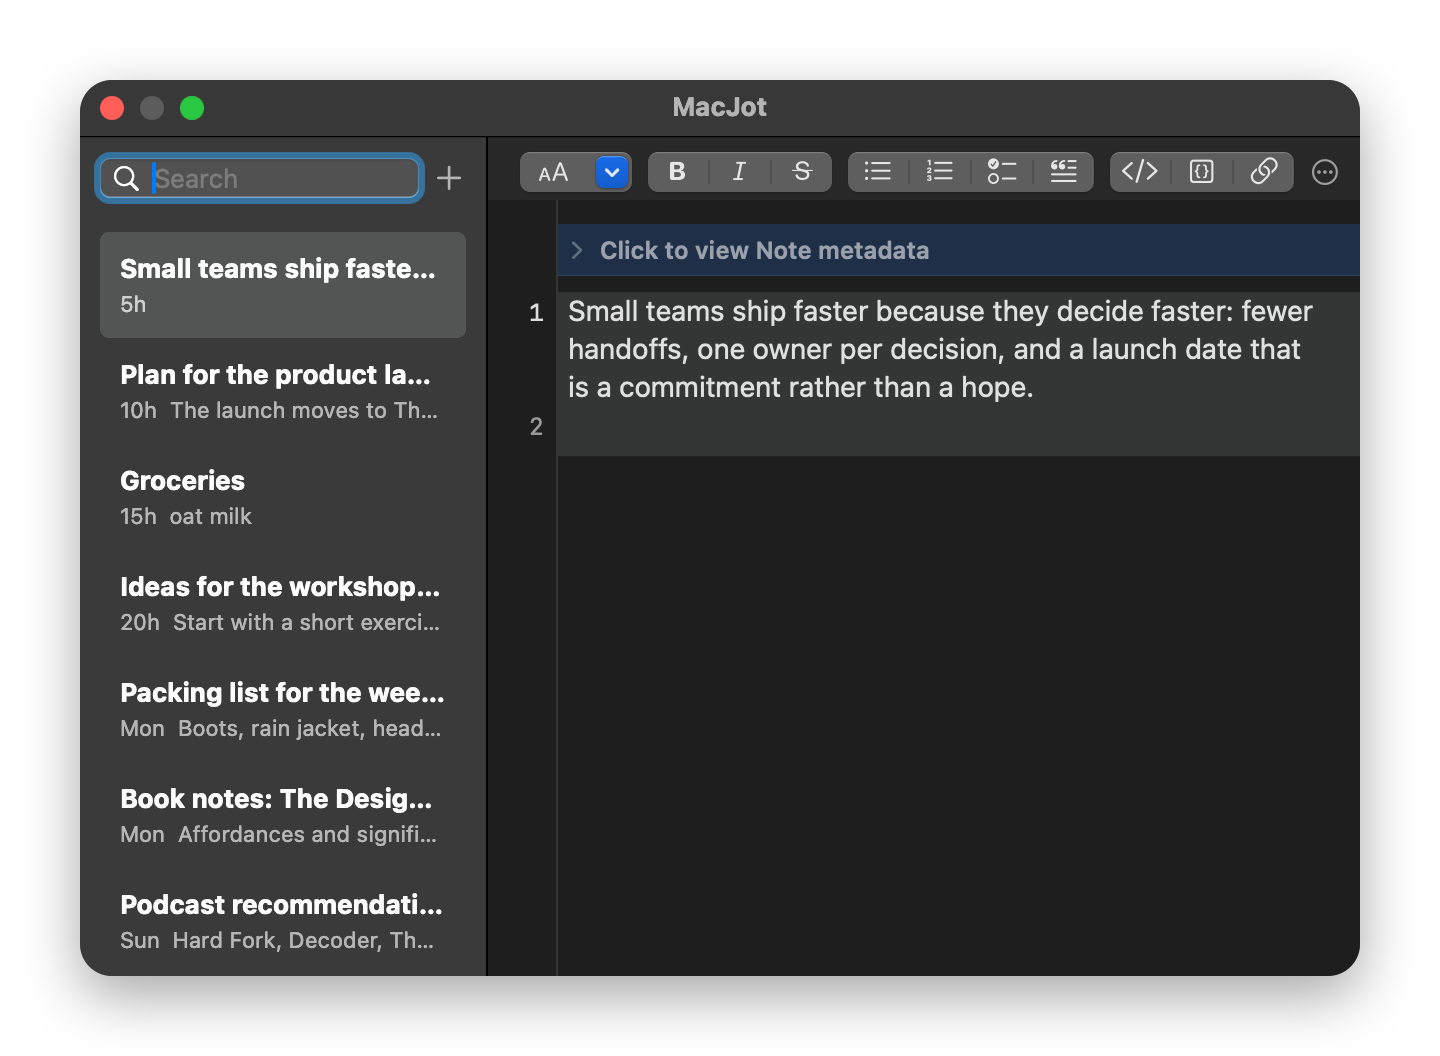 MacJot
Search
Small teams ship faste...
5h
Plan for the product la...
10h The launch moves to Th...
Groceries
15h oat milk
Ideas for the workshop...
20h Start with a short exerci...
Packing list for the wee...
Mon Boots, rain jacket, head...
Book notes: The Desig...
Mon Affordances and signifi...
Podcast recommendati...
Sun Hard Fork, Decoder, Th...
AA B I S 1 2 3 </> {}
Click to view Note metadata
1 Small teams ship faster because they decide faster: fewer
handoffs, one owner per decision, and a launch date that
is a commitment rather than a hope.
2